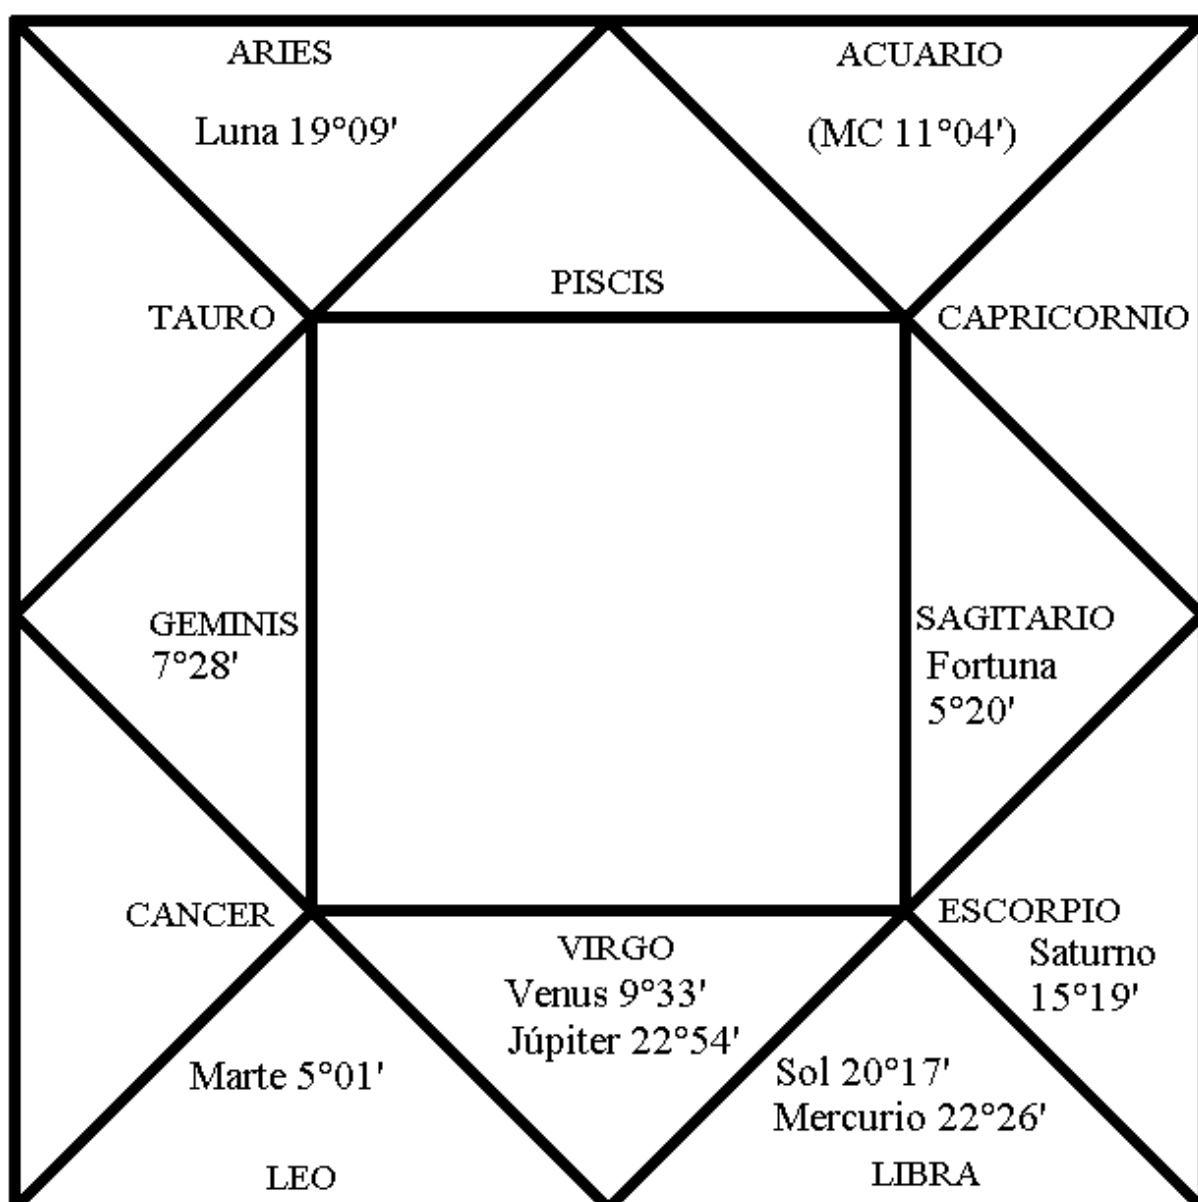 ARIES
Luna 19°09'
ACUARIO
(MC 11°04')
PISCIS
TAURO
CAPRICORNIO
GEMINIS
7°28'
SAGITARIO
Fortuna
5°20'
CANCER
VIRGO
Venus 9°33'
Júpiter 22°54'
ESCORPIO
Saturno
15°19'
Marte 5°01'
LEO
Sol 20°17'
Mercurio 22°26'
LIBRA